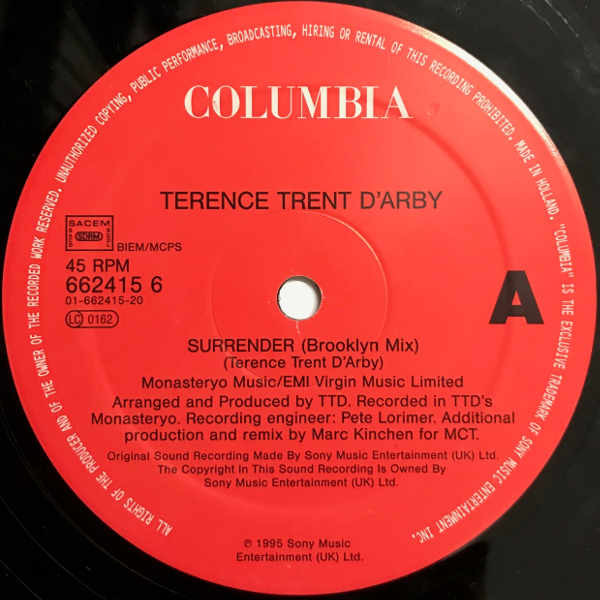 UNAUTHORIZED COPYING, PUBLIC PERFORMANCE, BROADCASTING, HIRING OR RENTAL OF THIS RECORDING PROHIBITED. MADE IN HOLLAND. "COLUMBIA" IS THE EXCLUSIVE TRADEMARK OF SONY MUSIC ENTERTAINMENT INC.
ALL RIGHTS OF THE PRODUCER AND OF THE OWNER OF THE RECORDED WORK RESERVED.
COLUMBIA
TERENCE TRENT D'ARBY
SACEM
SDRM
BIEM/MCPS
45 RPM
662415 6
01-662415-20
LC 0162
A
SURRENDER (Brooklyn Mix)
(Terence Trent D'Arby)
Monasteryo Music/EMI Virgin Music Limited
Arranged and Produced by TTD. Recorded in TTD's
Monasteryo. Recording engineer: Pete Lorimer. Additional
production and remix by Marc Kinchen for MCT.
Original Sound Recording Made By Sony Music Entertainment (UK) Ltd.
The Copyright In This Sound Recording Is Owned By
Sony Music Entertainment (UK) Ltd.
℗ 1995 Sony Music
Entertainment (UK) Ltd.